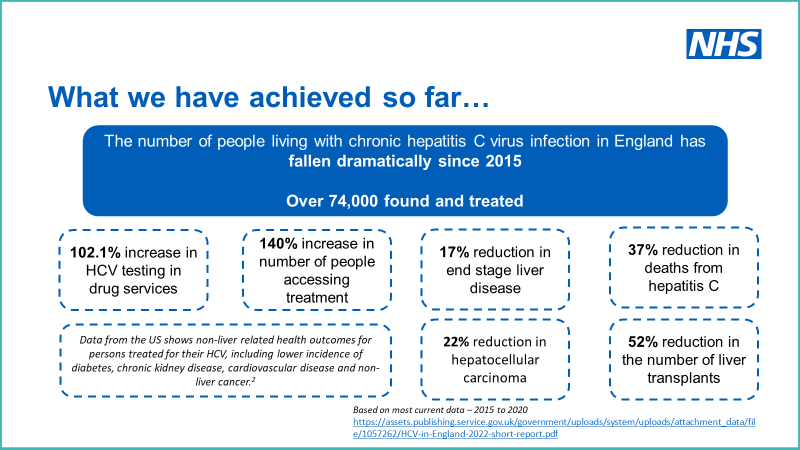 NHS
What we have achieved so far…
The number of people living with chronic hepatitis C virus infection in England has
fallen dramatically since 2015
Over 74,000 found and treated
102.1% increase in
HCV testing in
drug services
140% increase in
number of people
accessing
treatment
17% reduction in
end stage liver
disease
37% reduction in
deaths from
hepatitis C
Data from the US shows non-liver related health outcomes for
persons treated for their HCV, including lower incidence of
diabetes, chronic kidney disease, cardiovascular disease and non-
liver cancer.2
22% reduction in
hepatocellular
carcinoma
52% reduction in
the number of liver
transplants
Based on most current data – 2015 to 2020
https://assets.publishing.service.gov.uk/government/uploads/system/uploads/attachment_data/fil
e/1057262/HCV-in-England-2022-short-report.pdf